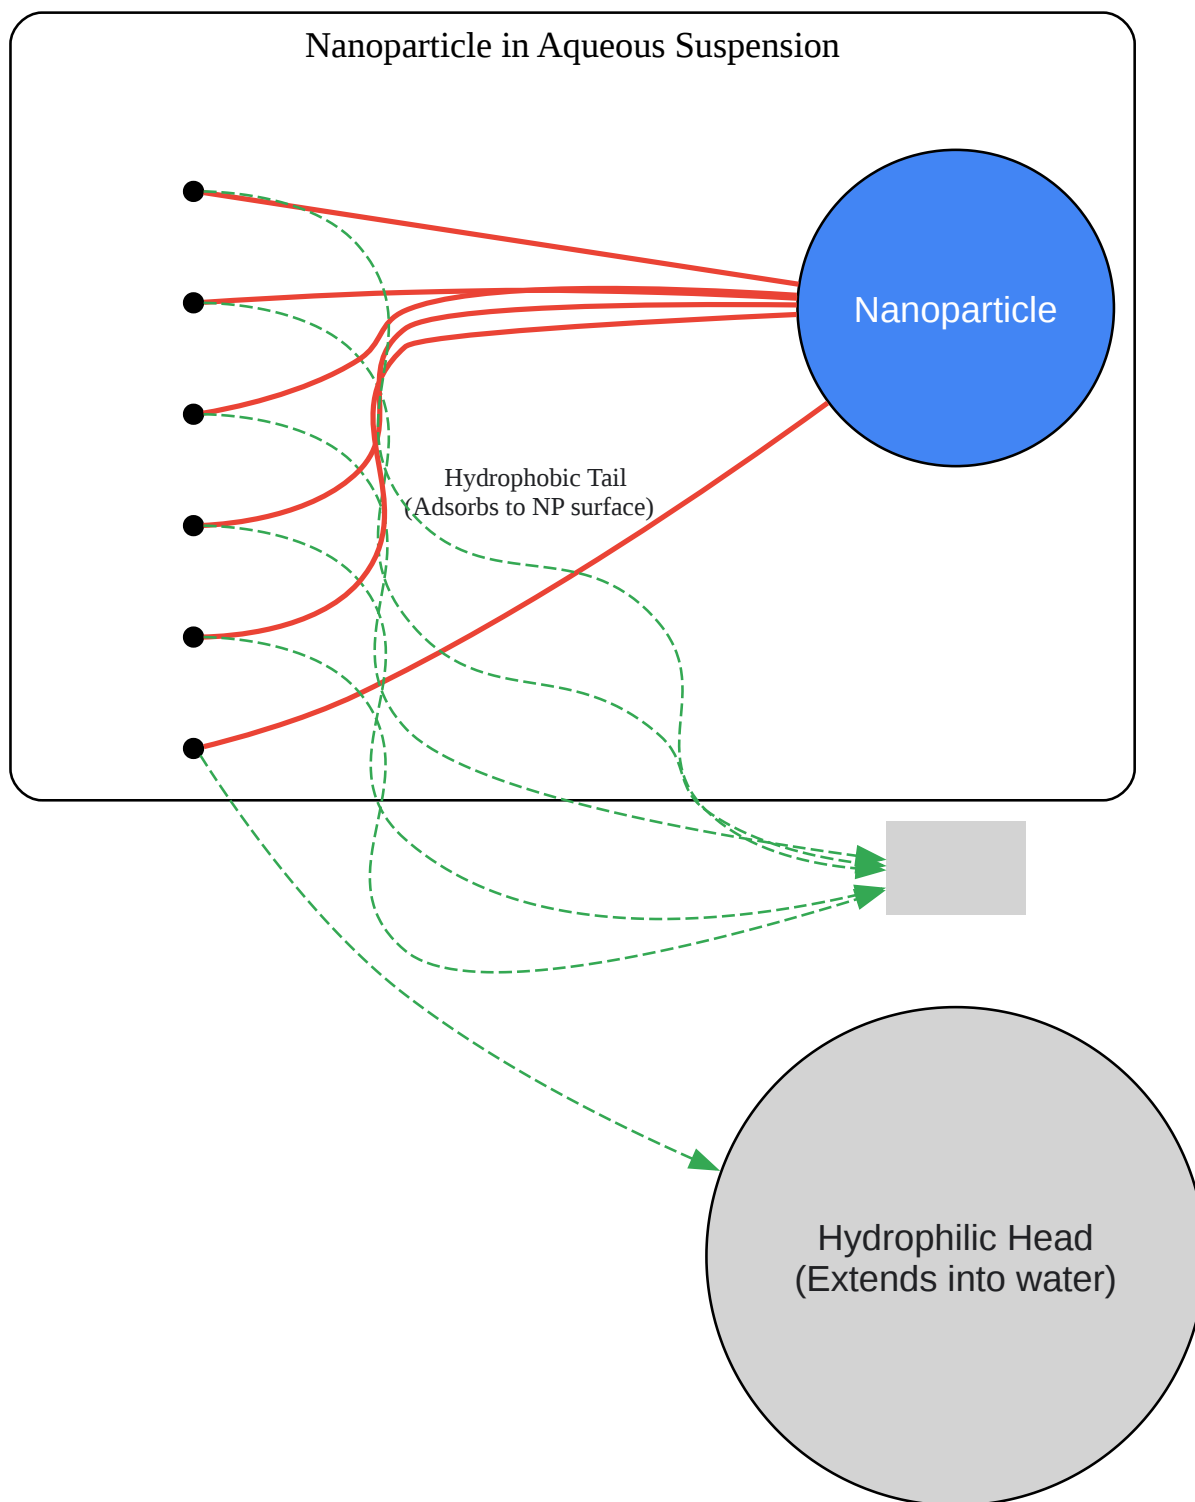 Nanoparticle in Aqueous Suspension
Nanoparticle
Hydrophobic Tail
(Adsorbs to NP surface)
Hydrophilic Head
(Extends into water)